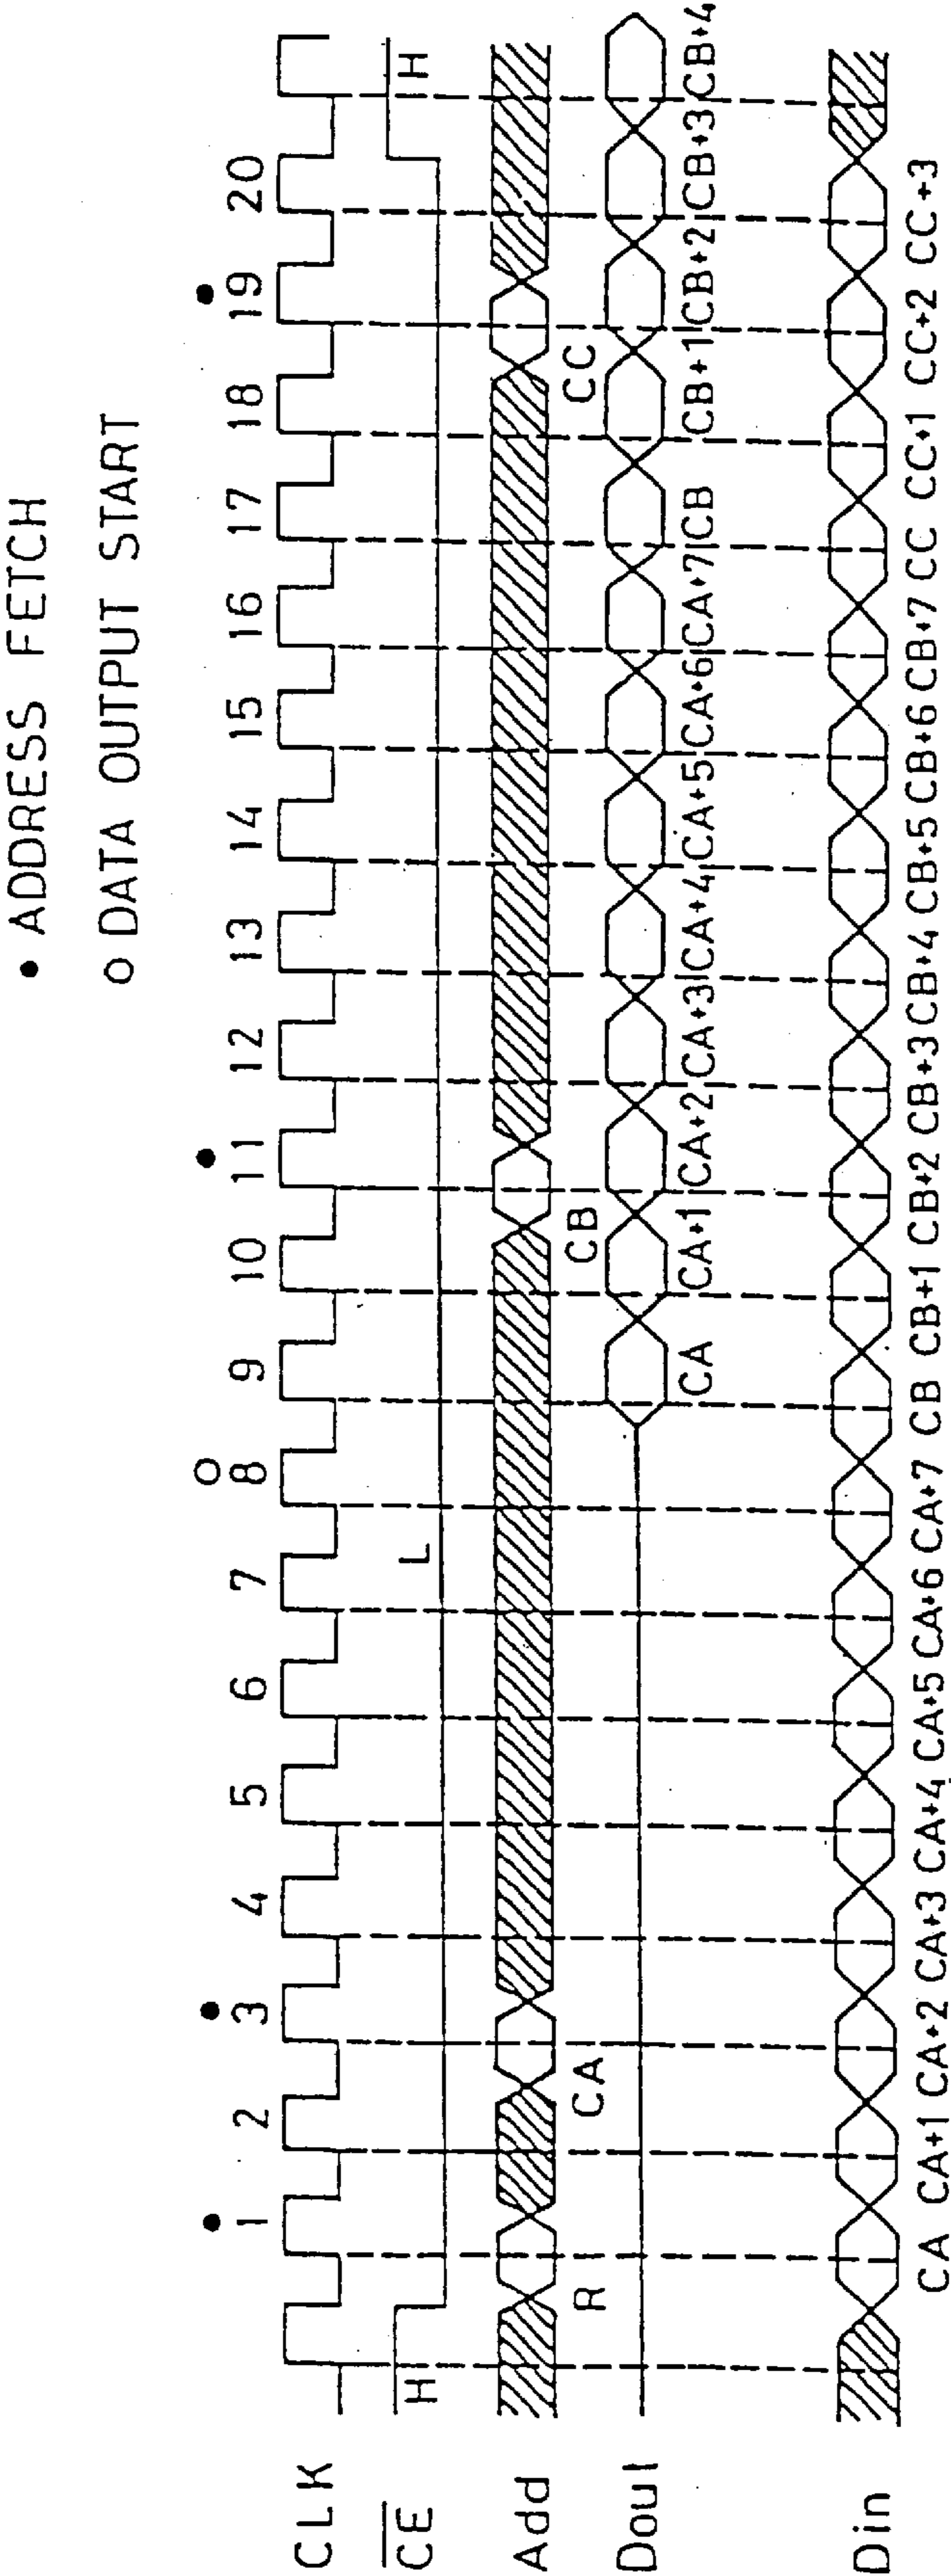 • ADDRESS FETCH
○ DATA OUTPUT START
1 2 3 4 5 6 7 8 9 10 11 12 13 14 15 16 17 18 19 20
CLK
CE H L H
Add
R CA CB CC
Dout
CA CA+1 CA+2 CA+3 CA+4 CA+5 CA+6 CA+7 CB CB+1 CB+2 CB+3 CB+4
Din
CA CA+1 CA+2 CA+3 CA+4 CA+5 CA+6 CA+7 CB CB+1 CB+2 CB+3 CB+4 CB+5 CB+6 CB+7 CC CC+1 CC+2 CC+3